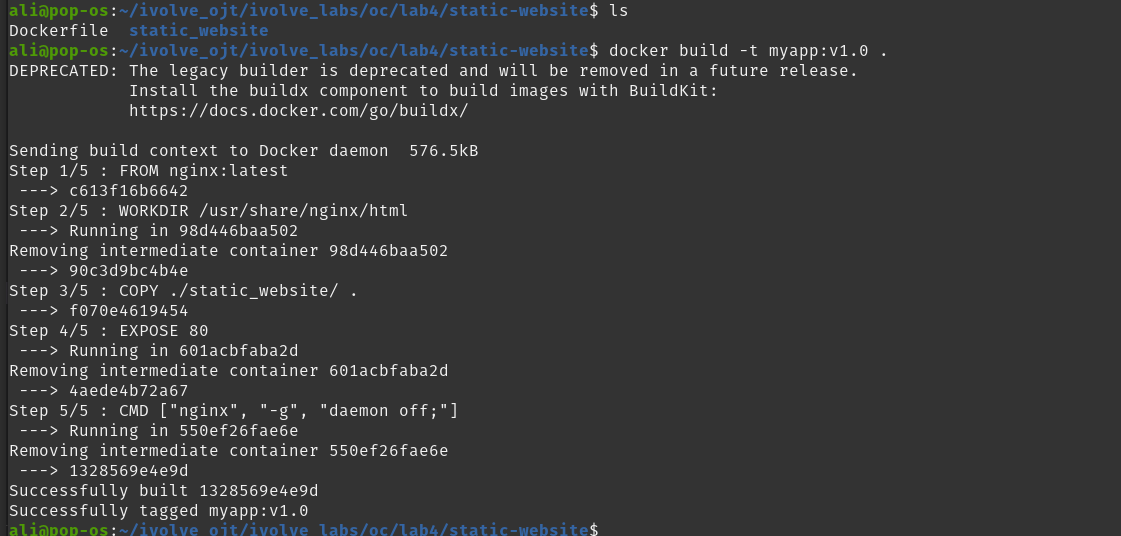 ali@pop-os:~/ivolve_ojt/ivolve_labs/oc/lab4/static-website$ ls
Dockerfile  static_website
ali@pop-os:~/ivolve_ojt/ivolve_labs/oc/lab4/static-website$ docker build -t myapp:v1.0 .
DEPRECATED: The legacy builder is deprecated and will be removed in a future release.
            Install the buildx component to build images with BuildKit:
            https://docs.docker.com/go/buildx/

Sending build context to Docker daemon  576.5kB
Step 1/5 : FROM nginx:latest
 ---> c613f16b6642
Step 2/5 : WORKDIR /usr/share/nginx/html
 ---> Running in 98d446baa502
Removing intermediate container 98d446baa502
 ---> 90c3d9bc4b4e
Step 3/5 : COPY ./static_website/ .
 ---> f070e4619454
Step 4/5 : EXPOSE 80
 ---> Running in 601acbfaba2d
Removing intermediate container 601acbfaba2d
 ---> 4aede4b72a67
Step 5/5 : CMD ["nginx", "-g", "daemon off;"]
 ---> Running in 550ef26fae6e
Removing intermediate container 550ef26fae6e
 ---> 1328569e4e9d
Successfully built 1328569e4e9d
Successfully tagged myapp:v1.0
ali@pop-os:~/ivolve_ojt/ivolve_labs/oc/lab4/static-website$